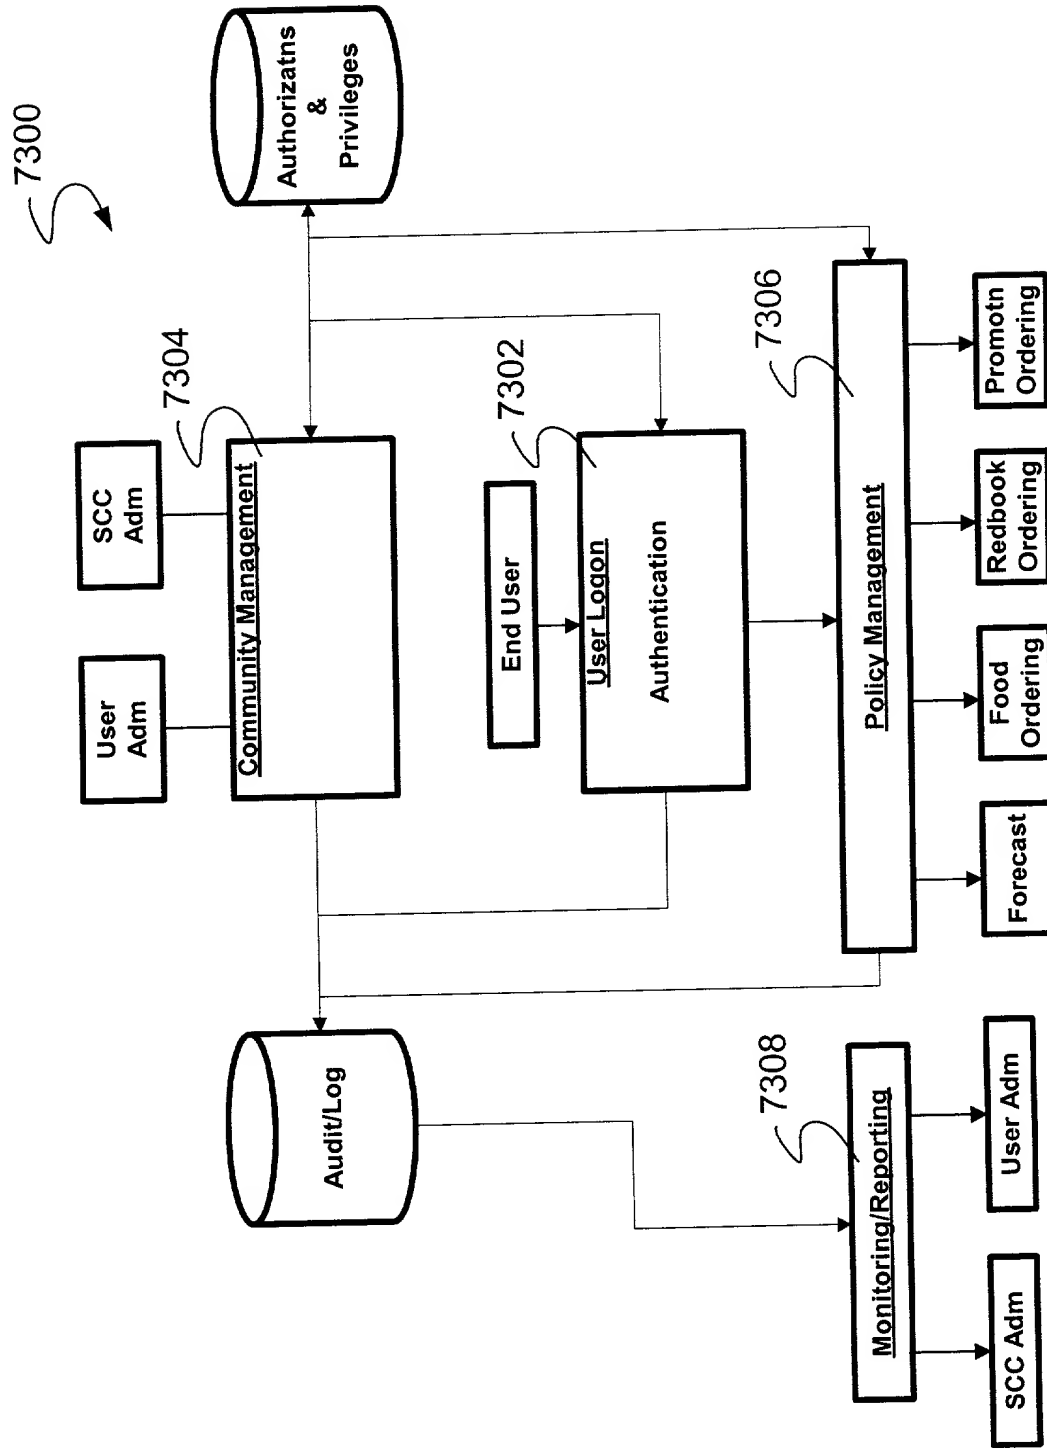 7300
User
Adm
SCC
Adm
7304
Community Management
Audit/Log
Authorizatns
&
Privileges
End User
7302
User Logon
Authentication
7308
Monitoring/Reporting
7306
Policy Management
SCC Adm
User Adm
Forecast
Food
Ordering
Redbook
Ordering
Promotn
Ordering